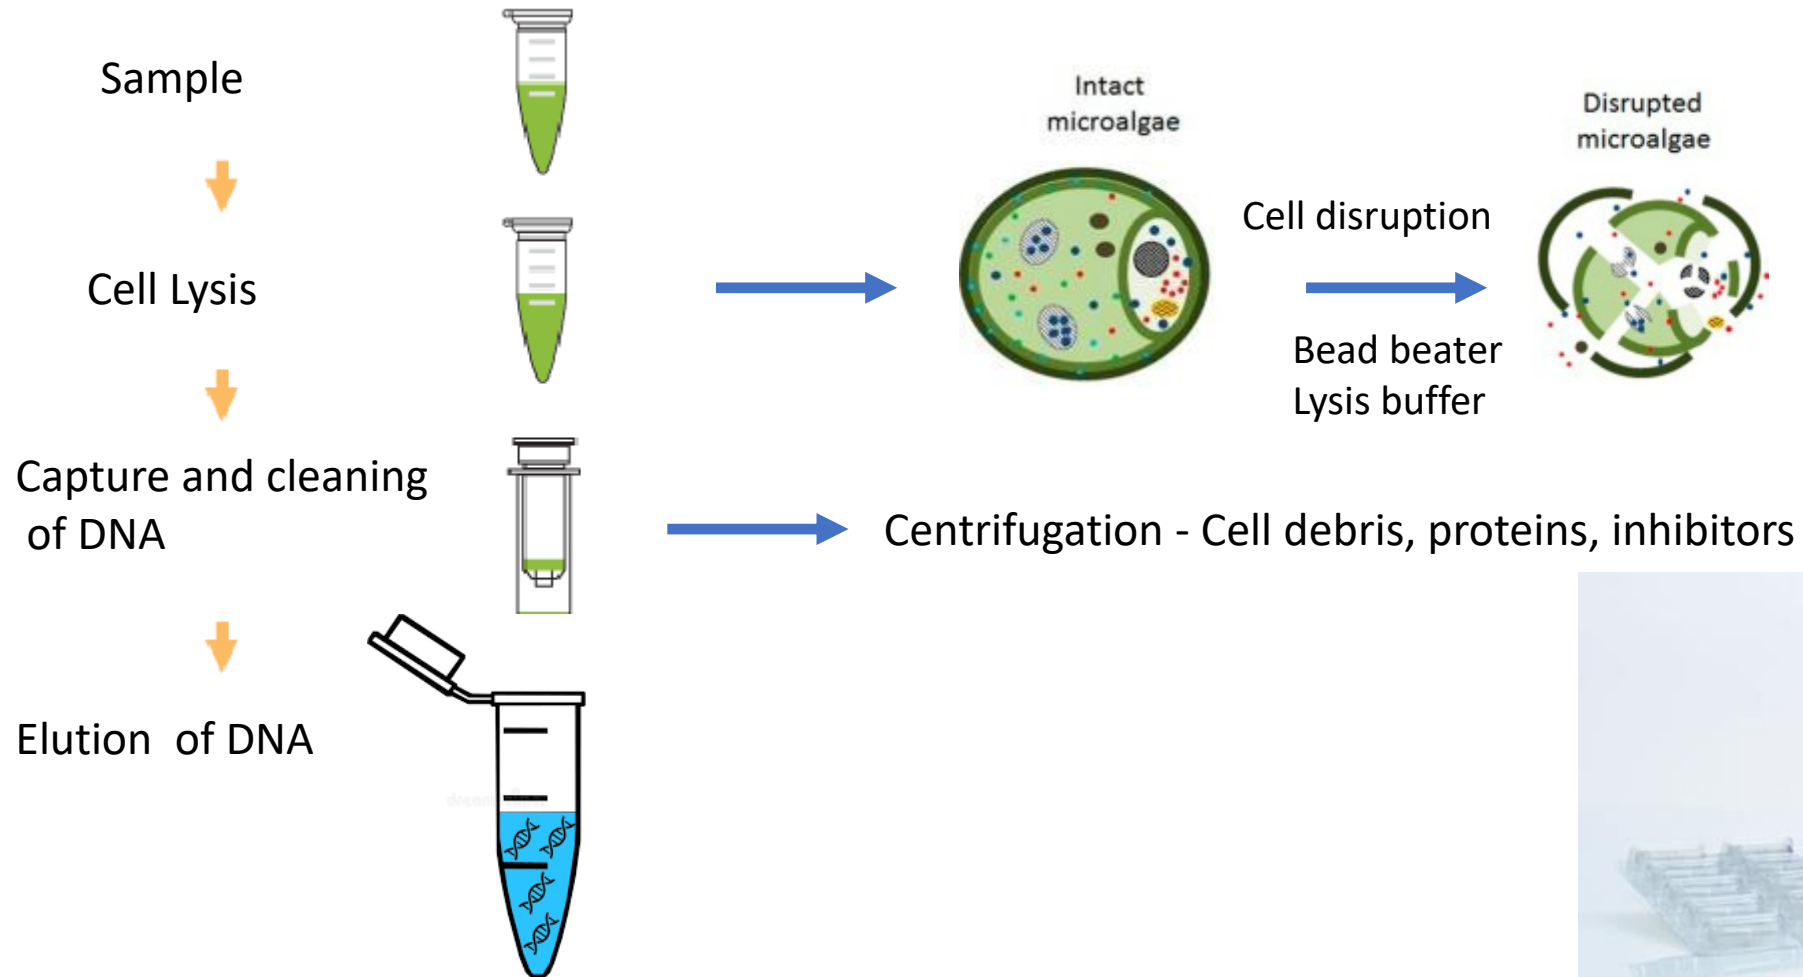 Sample
Cell Lysis
Capture and cleaning
of DNA
Elution of DNA
Intact
microalgae
Cell disruption
Bead beater
Lysis buffer
Disrupted
microalgae
Centrifugation - Cell debris, proteins, inhibitors